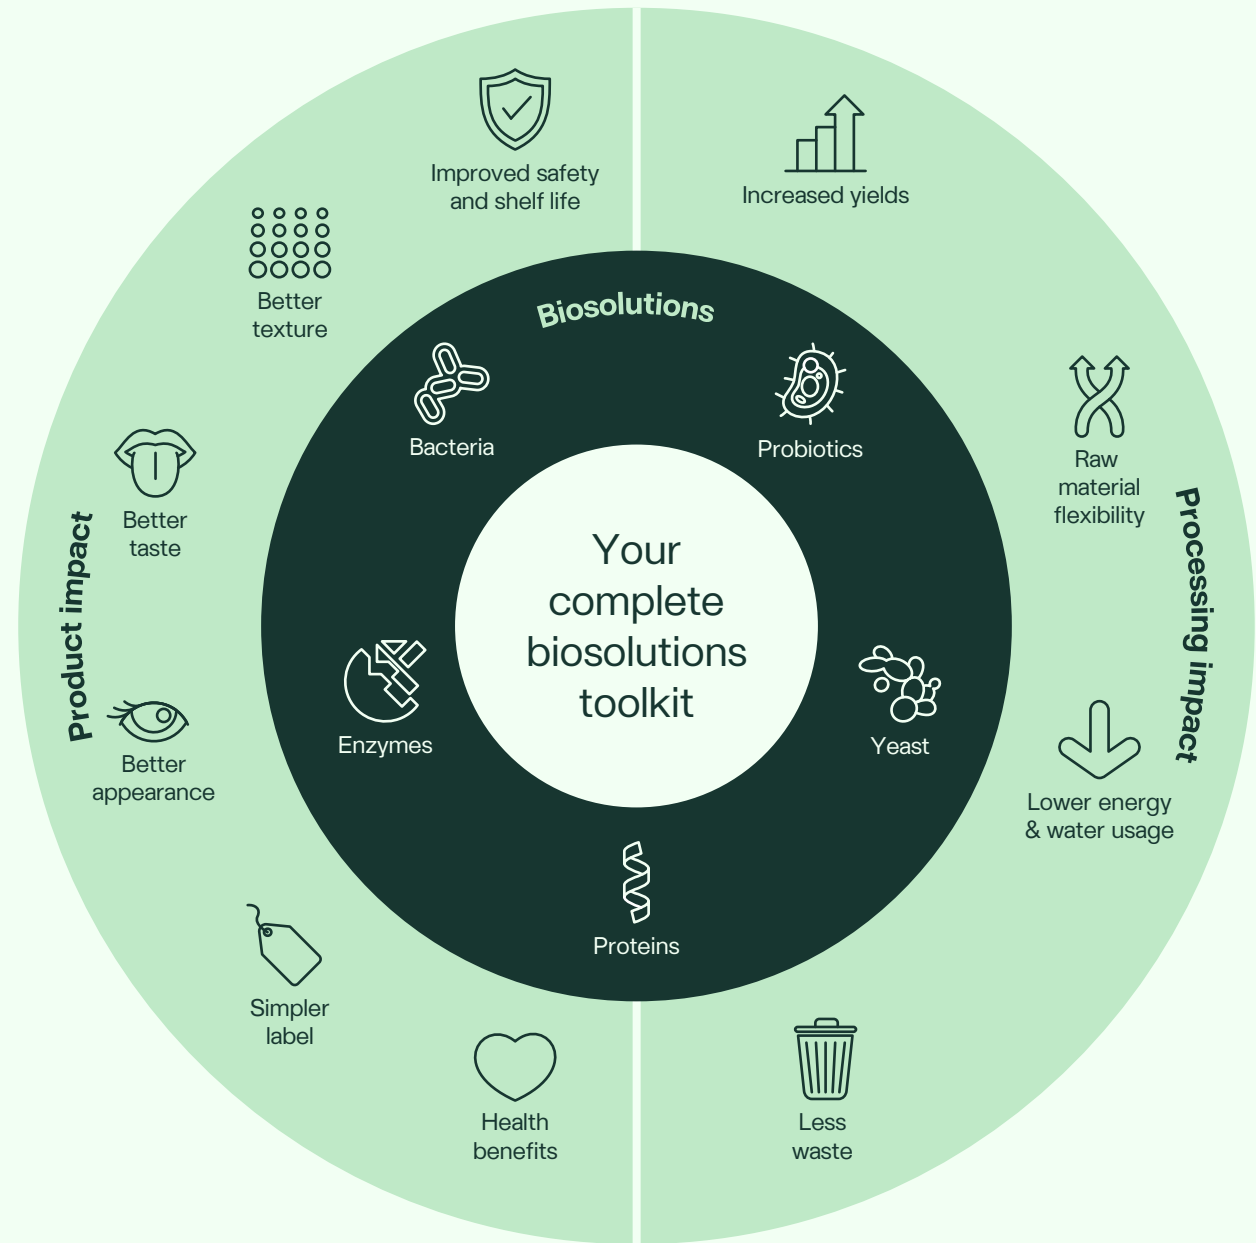 Improved safety
and shelf life
Increased yields
Better
texture
Biosolutions
Bacteria
Probiotics
Raw
material
flexibility
Better
taste
Product impact
Processing impact
Your
complete
biosolutions
toolkit
Enzymes
Yeast
Better
appearance
Lower energy
& water usage
Proteins
Simpler
label
Health
benefits
Less
waste